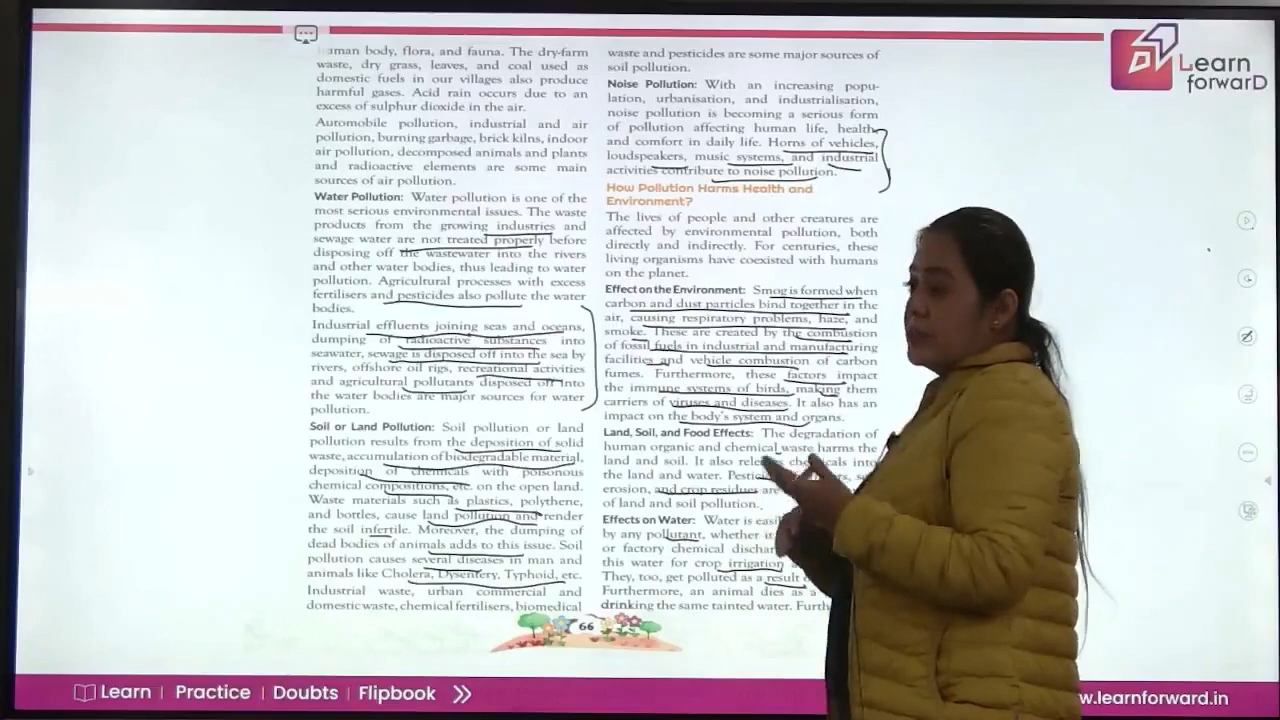 Learn
forwarD
uman body, flora, and fauna. The dry-farm
waste, dry grass, leaves, and coal used as
domestic fuels in our villages also produce
harmful gases. Acid rain occurs due to an
excess of sulphur dioxide in the air.
Automobile pollution, industrial and air
pollution, burning garbage, brick kilns, indoor
air pollution, decomposed animals and plants
and radioactive elements are some main
sources of air pollution.
Water Pollution: Water pollution is one of the
most serious environmental issues. The waste
products from the growing industries and
sewage water are not treated properly before
disposing off the wastewater into the rivers
and other water bodies, thus leading to water
pollution. Agricultural processes with excess
fertilisers and pesticides also pollute the water
bodies.
Industrial effluents joining seas and oceans,
dumping of radioactive substances into
seawater, sewage is disposed off into the sea by
rivers, offshore oil rigs, recreational activities
and agricultural pollutants disposed off into
the water bodies are major sources for water
pollution.
Soil or Land Pollution: Soil pollution or land
pollution results from the deposition of solid
waste, accumulation of biodegradable material,
deposition of chemicals with poisonous
chemical compositions, etc. on the open land.
Waste materials such as plastics, polythene,
and bottles, cause land pollution and render
the soil infertile. Moreover, the dumping of
dead bodies of animals adds to this issue. Soil
pollution causes several diseases in man and
animals like Cholera, Dysentery, Typhoid, etc.
Industrial waste, urban commercial and
domestic waste, chemical fertilisers, biomedical
waste and pesticides are some major sources of
soil pollution.
Noise Pollution: With an increasing popu-
lation, urbanisation, and industrialisation,
noise pollution is becoming a serious form
of pollution affecting human life, health,
and comfort in daily life. Horns of vehicles,
loudspeakers, music systems, and industrial
activities contribute to noise pollution.
How Pollution Harms Health and
Environment?
The lives of people and other creatures are
affected by environmental pollution, both
directly and indirectly. For centuries, these
living organisms have coexisted with humans
on the planet.
Effect on the Environment: Smog is formed when
carbon and dust particles bind together in the
air, causing respiratory problems, haze, and
smoke. These are created by the combustion
of fossil fuels in industrial and manufacturing
facilities and vehicle combustion of carbon
fumes. Furthermore, these factors impact
the immune systems of birds, making them
carriers of viruses and diseases. It also has an
impact on the body's system and organs.
Land, Soil, and Food Effects: The degradation of
human organic and chemical waste harms the
land and soil. It also chemicals into
the land and water.
erosion, and crop residues are
of land and soil pollution.
Effects on Water: Water is
by any pollutant, whether
or factory chemical
this water for crop irrigation
They, too, get polluted as a result
Furthermore, an animal dies as a
drinking the same tainted water.
66
Learn | Practice | Doubts | Flipbook
w.learnforward.in